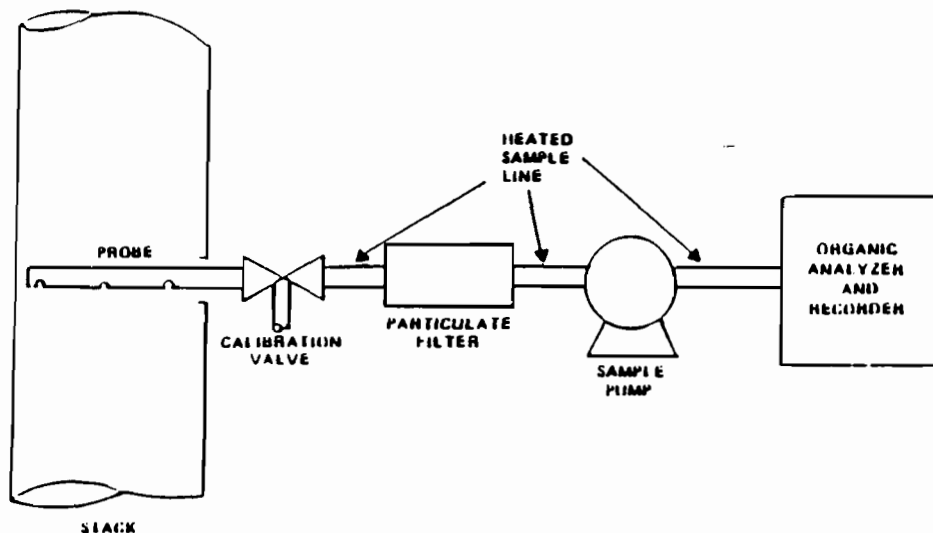 HEATED
SAMPLE
LINE
PROBE
ORGANIC
ANALYZER
AND
RECORDER
CALIBRATION
VALVE
PARTICULATE
FILTER
SAMPLE
PUMP
STACK